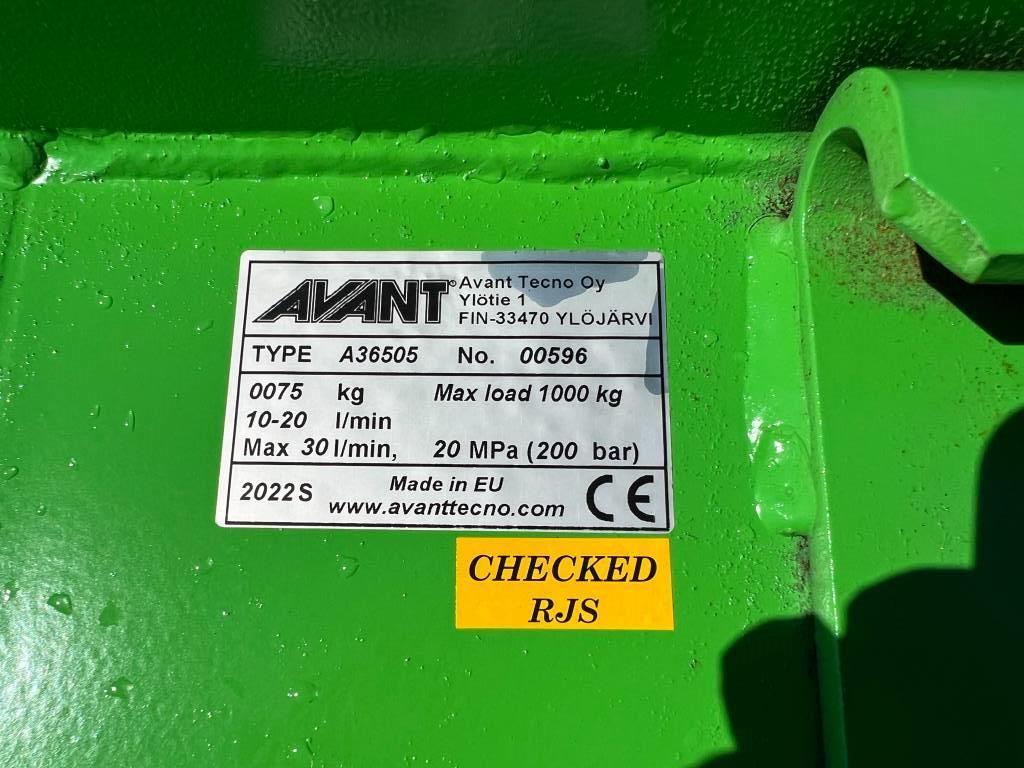 AVANT® Avant Tecno Oy
Ylötie 1
FIN-33470 YLÖJÄRVI
TYPE A36505 No. 00596
0075 kg Max load 1000 kg
10-20 l/min
Max 30 l/min, 20 MPa (200 bar)
2022S Made in EU CE
www.avanttecno.com
CHECKED
RJS